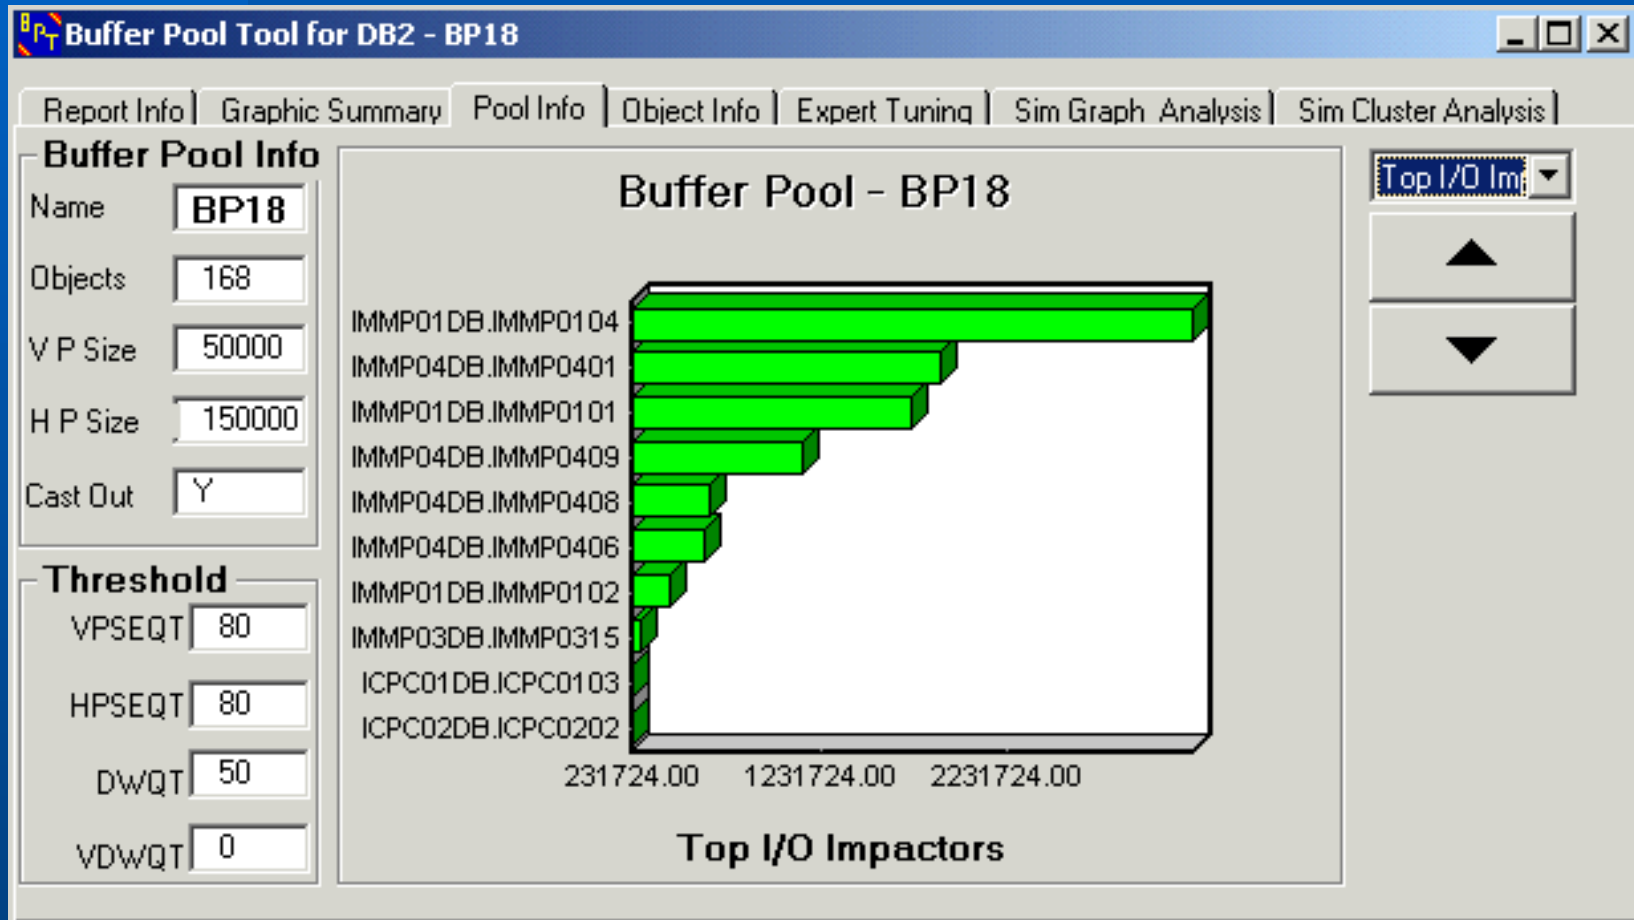 BPT Buffer Pool Tool for DB2 - BP18
Report Info Graphic Summary Pool Info Object Info Expert Tuning Sim Graph Analysis Sim Cluster Analysis
Buffer Pool Info
Name BP18
Objects 168
V P Size 50000
H P Size 150000
Cast Out Y
Threshold
VPSEQT 80
HPSEQT 80
DWQT 50
VDWQT 0
Buffer Pool - BP18
IMMP01DB.IMMP0104
IMMP04DB.IMMP0401
IMMP01DB.IMMP0101
IMMP04DB.IMMP0409
IMMP04DB.IMMP0408
IMMP04DB.IMMP0406
IMMP01DB.IMMP0102
IMMP03DB.IMMP0315
ICPC01DB.ICPC0103
ICPC02DB.ICPC0202
231724.00 1231724.00 2231724.00
Top I/O Impactors
Top I/O Im